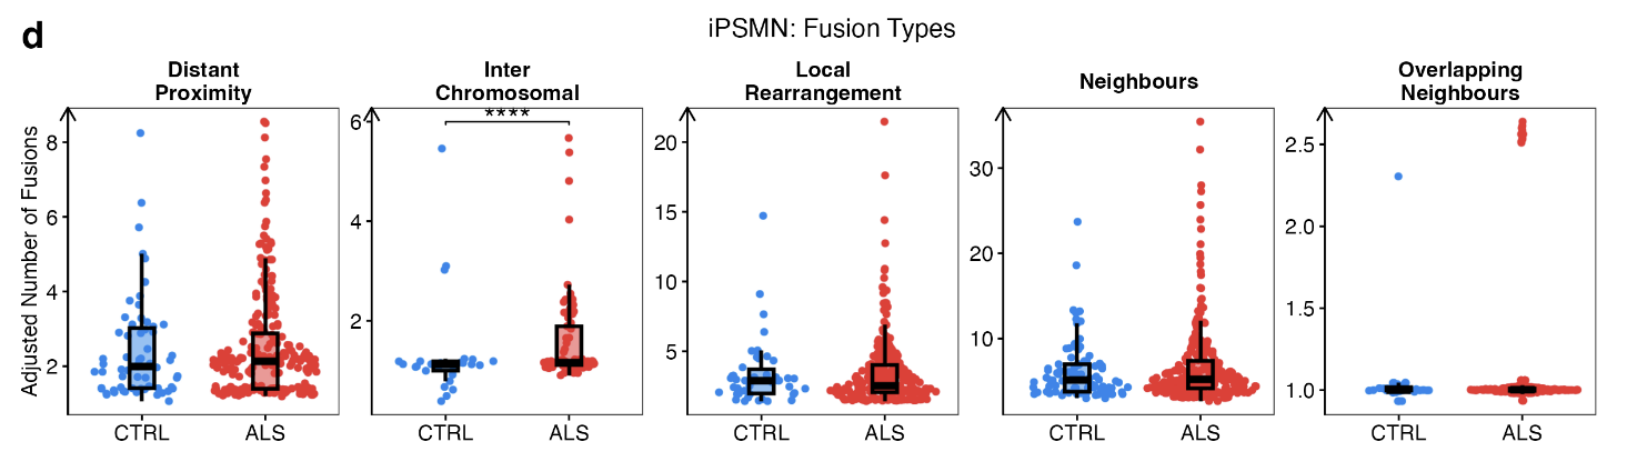 d
iPSMN: Fusion Types
Distant
Proximity
Inter
Chromosomal
Local
Rearrangement
Neighbours
Overlapping
Neighbours
Adjusted Number of Fusions
8
6
4
2
CTRL
ALS
6
4
2
****
CTRL
ALS
20
15
10
5
CTRL
ALS
30
20
10
CTRL
ALS
2.5
2.0
1.5
1.0
CTRL
ALS